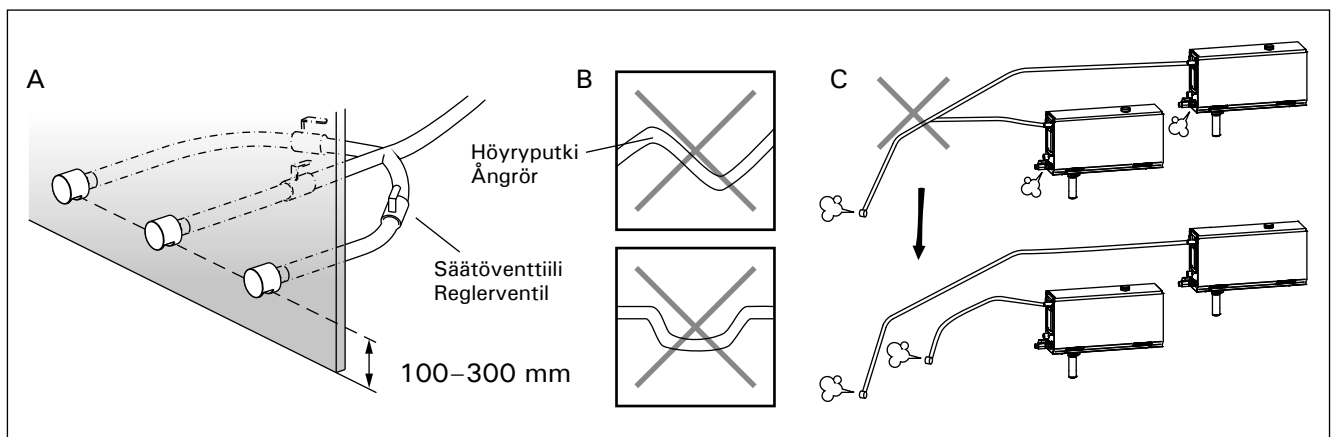 A
B
C
Höyryputki
Ångrör
Säätöventtiili
Reglerventil
100–300 mm